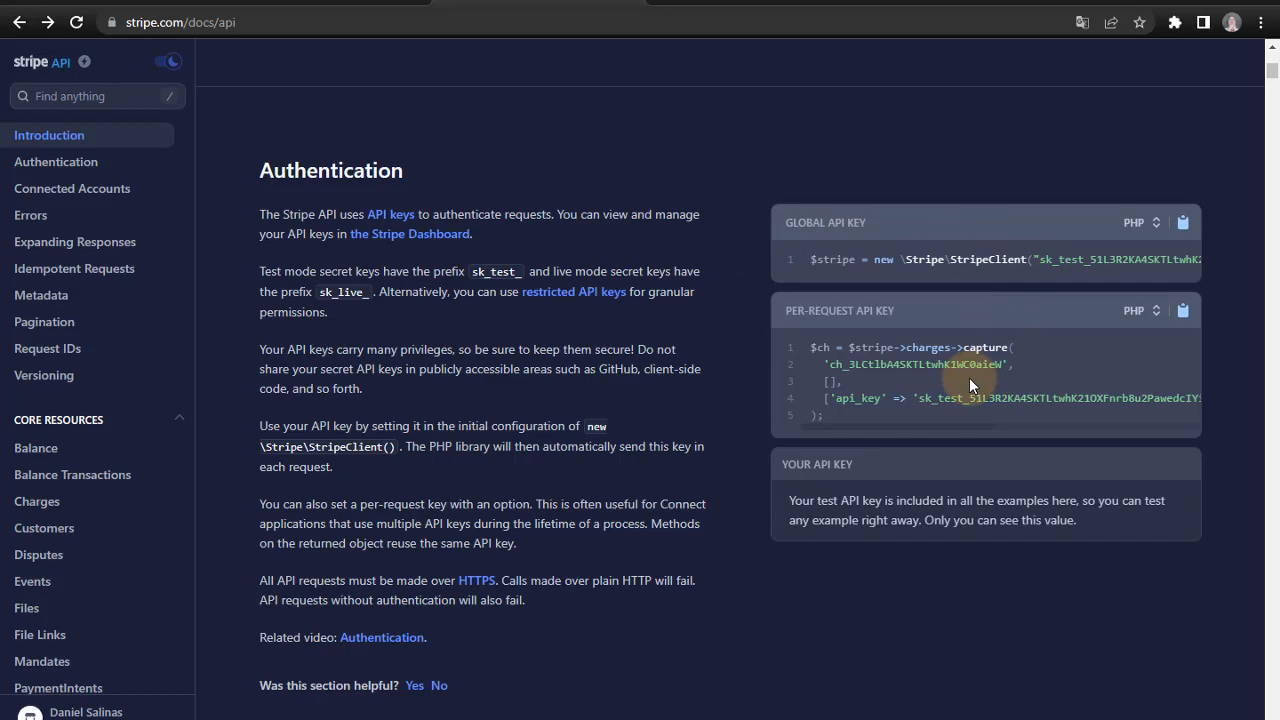 stripe.com/docs/api
stripe API
Find anything /
Introduction
Authentication
Connected Accounts
Errors
Expanding Responses
Idempotent Requests
Metadata
Pagination
Request IDs
Versioning
CORE RESOURCES
Balance
Balance Transactions
Charges
Customers
Disputes
Events
Files
File Links
Mandates
PaymentIntents
Daniel Salinas
Authentication
The Stripe API uses API keys to authenticate requests. You can view and manage
your API keys in the Stripe Dashboard.
Test mode secret keys have the prefix sk_test_ and live mode secret keys have
the prefix sk_live_. Alternatively, you can use restricted API keys for granular
permissions.
Your API keys carry many privileges, so be sure to keep them secure! Do not
share your secret API keys in publicly accessible areas such as GitHub, client-side
code, and so forth.
Use your API key by setting it in the initial configuration of new
\Stripe\StripeClient(). The PHP library will then automatically send this key in
each request.
You can also set a per-request key with an option. This is often useful for Connect
applications that use multiple API keys during the lifetime of a process. Methods
on the returned object reuse the same API key.
All API requests must be made over HTTPS. Calls made over plain HTTP will fail.
API requests without authentication will also fail.
Related video: Authentication.
Was this section helpful? Yes No
GLOBAL API KEY PHP
1 $stripe = new \Stripe\StripeClient("sk_test_51L3R2KA4SKTLtwhK2
PER-REQUEST API KEY PHP
1 $ch = $stripe->charges->capture(
2 'ch_3LCtlbA4SKTLtwhK1WC0aieW',
3 [],
4 ['api_key' => 'sk_test_51L3R2KA4SKTLtwhK21OXFnrb8u2PawedcIYi
5 );
YOUR API KEY
Your test API key is included in all the examples here, so you can test
any example right away. Only you can see this value.